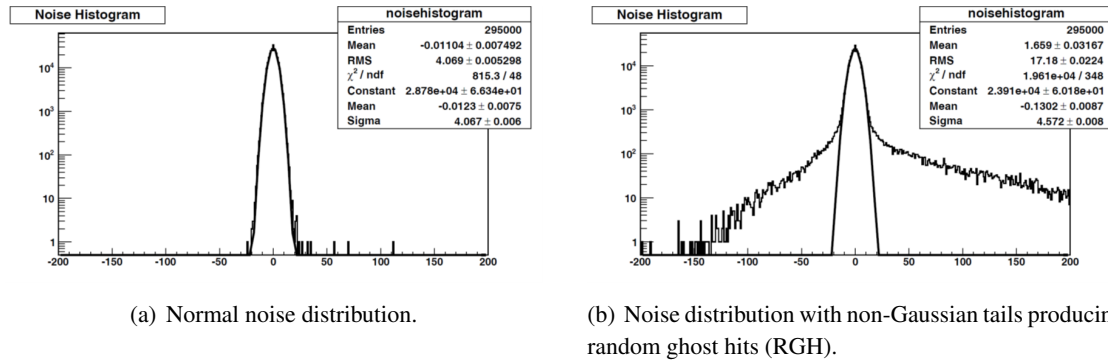 Noise Histogram
noisehistogram
Entries 295000
Mean -0.01104 ± 0.007492
RMS 4.069 ± 0.005298
χ² / ndf 815.3 / 48
Constant 2.878e+04 ± 6.634e+01
Mean -0.0123 ± 0.0075
Sigma 4.067 ± 0.006
10⁴
10³
10²
10
1
-200 -150 -100 -50 0 50 100 150 200
(a) Normal noise distribution.
Noise Histogram
noisehistogram
Entries 295000
Mean 1.659 ± 0.03167
RMS 17.18 ± 0.0224
χ² / ndf 1.961e+04 / 348
Constant 2.391e+04 ± 6.018e+01
Mean -0.1302 ± 0.0087
Sigma 4.572 ± 0.008
10⁴
10³
10²
10
1
-200 -150 -100 -50 0 50 100 150 200
(b) Noise distribution with non-Gaussian tails producin
random ghost hits (RGH).